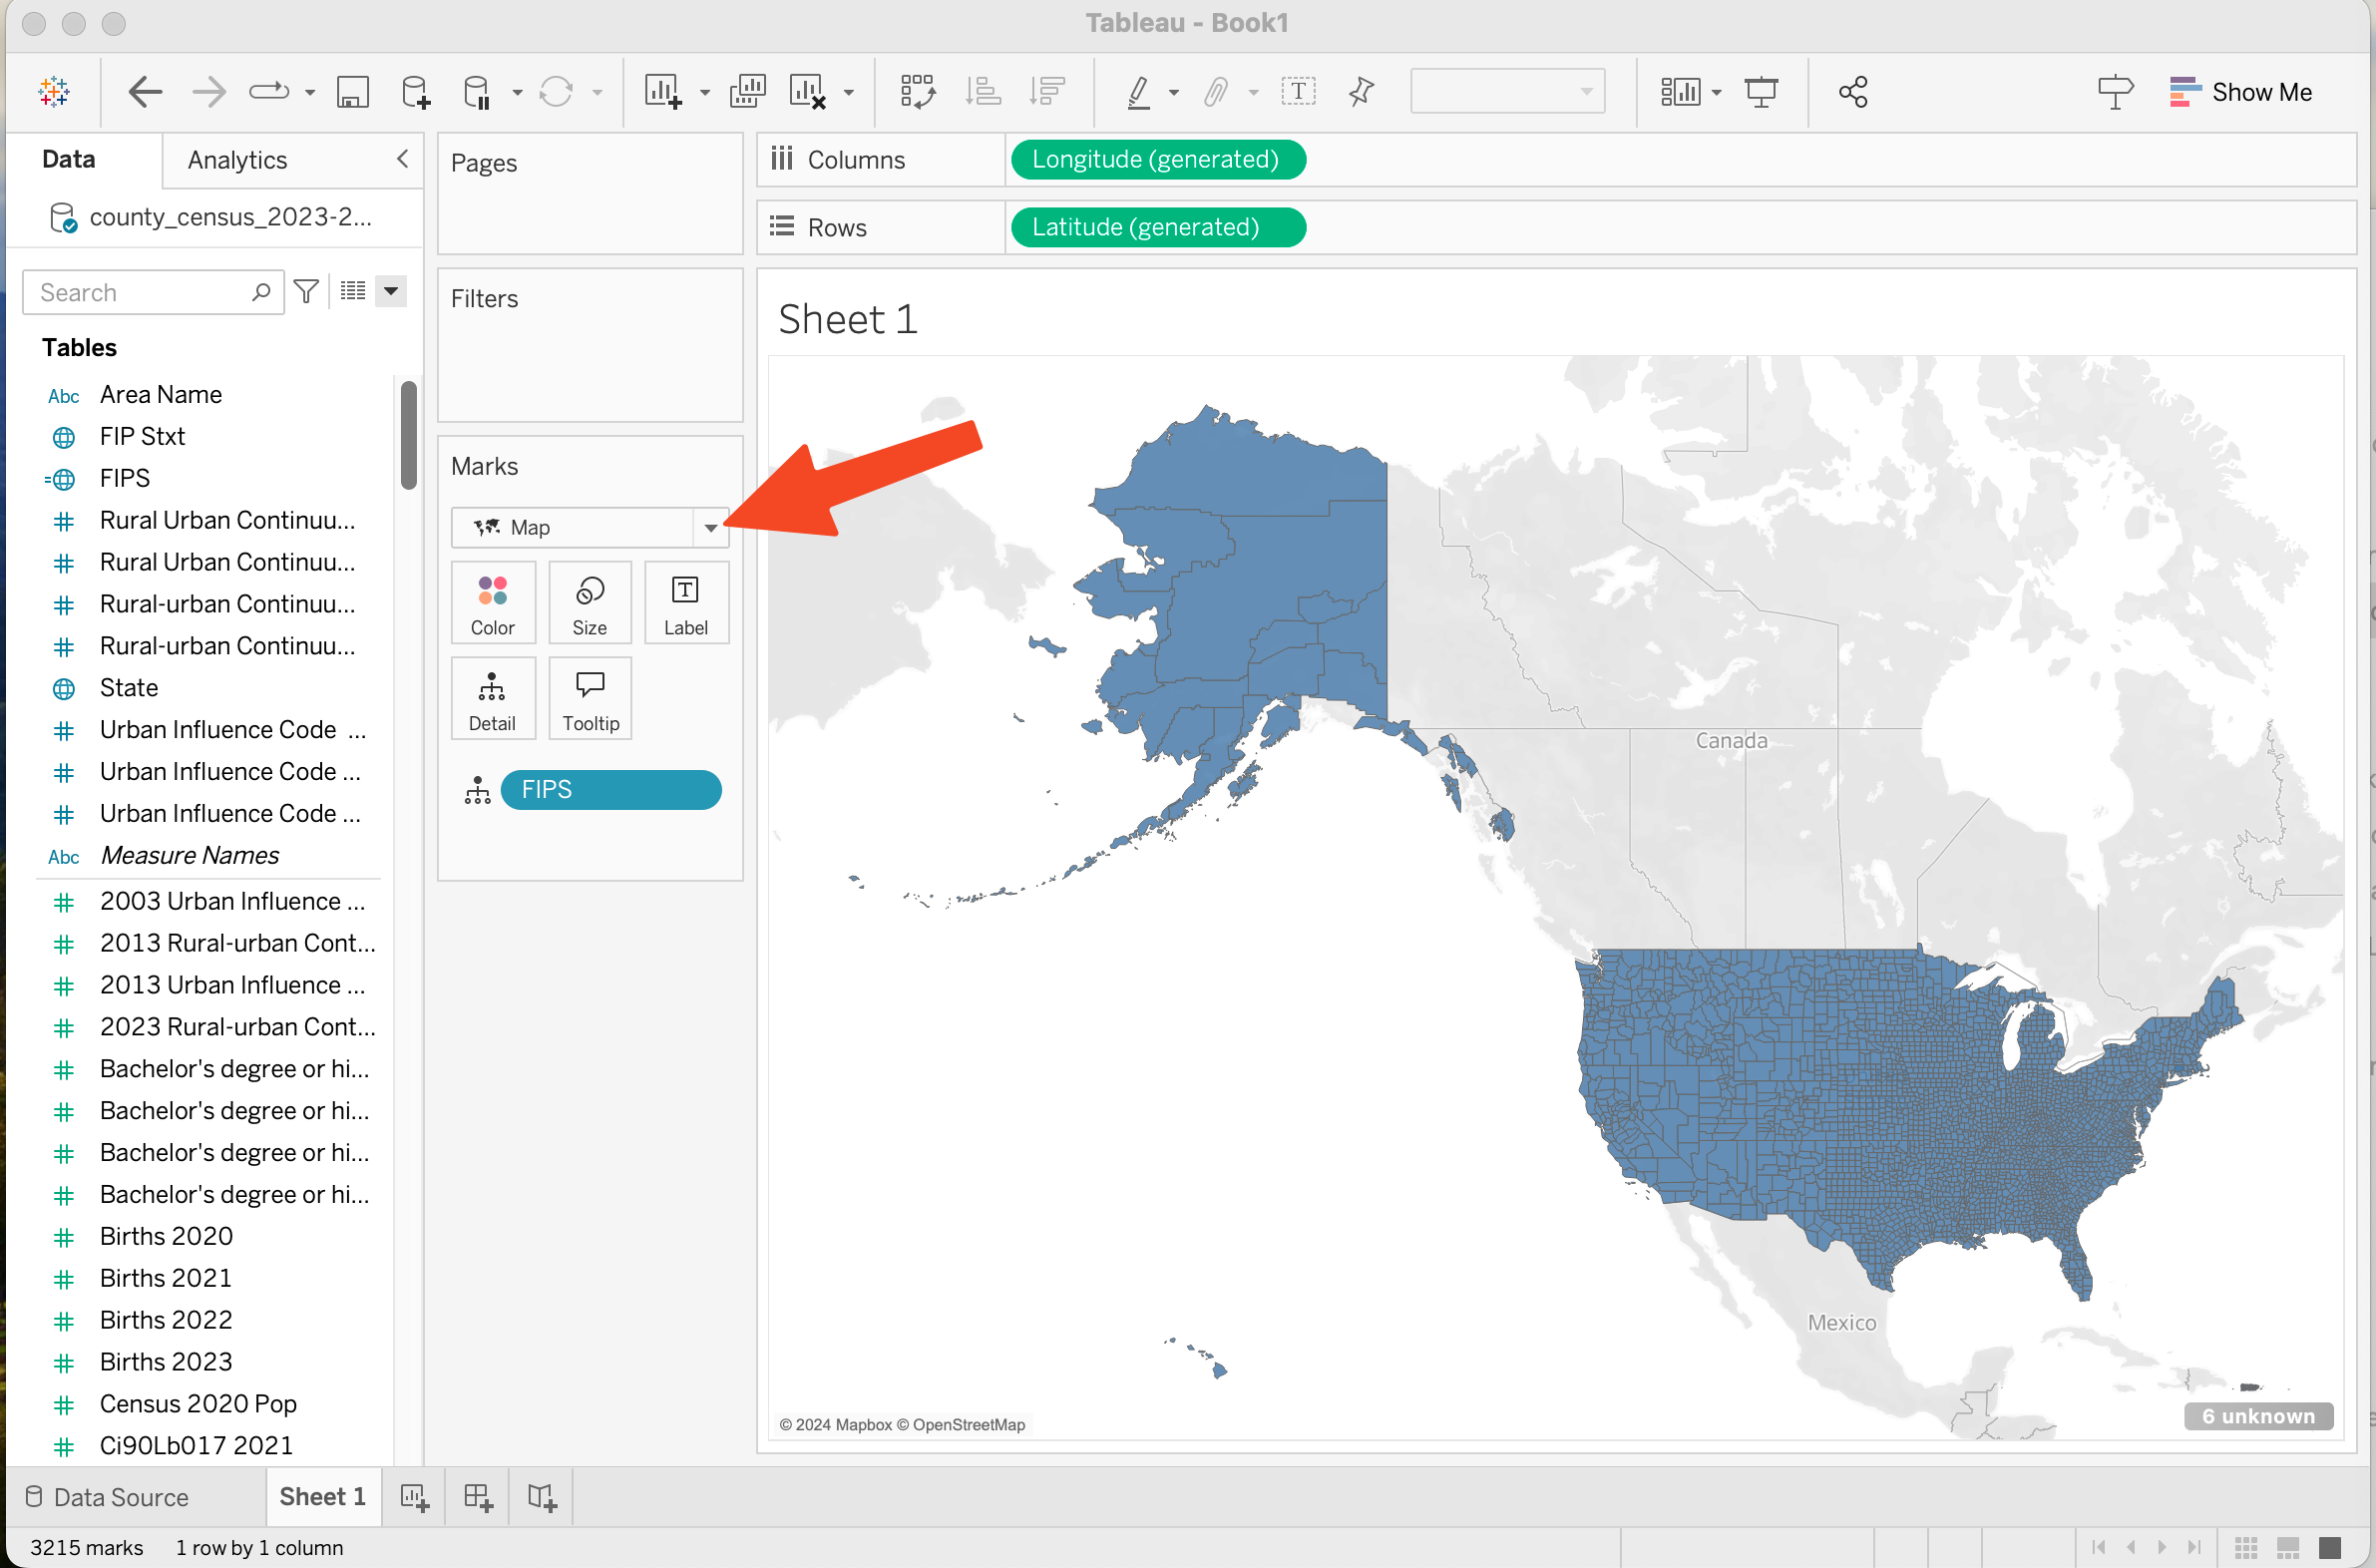 Tableau - Book1
Show Me
Data
Analytics
county_census_2023-2...
Search
Tables
Abc Area Name
FIP Stxt
FIPS
Rural Urban Continuu...
Rural Urban Continuu...
Rural-urban Continuu...
Rural-urban Continuu...
State
Urban Influence Code ...
Urban Influence Code ...
Urban Influence Code ...
Abc Measure Names
2003 Urban Influence ...
2013 Rural-urban Cont...
2013 Urban Influence ...
2023 Rural-urban Cont...
Bachelor's degree or hi...
Bachelor's degree or hi...
Bachelor's degree or hi...
Bachelor's degree or hi...
Births 2020
Births 2021
Births 2022
Births 2023
Census 2020 Pop
Ci90Lb017 2021
Pages
Filters
Marks
Map
Color
Size
Label
Detail
Tooltip
FIPS
Columns
Longitude (generated)
Rows
Latitude (generated)
Sheet 1
Canada
Mexico
© 2024 Mapbox © OpenStreetMap
6 unknown
Data Source
Sheet 1
3215 marks
1 row by 1 column